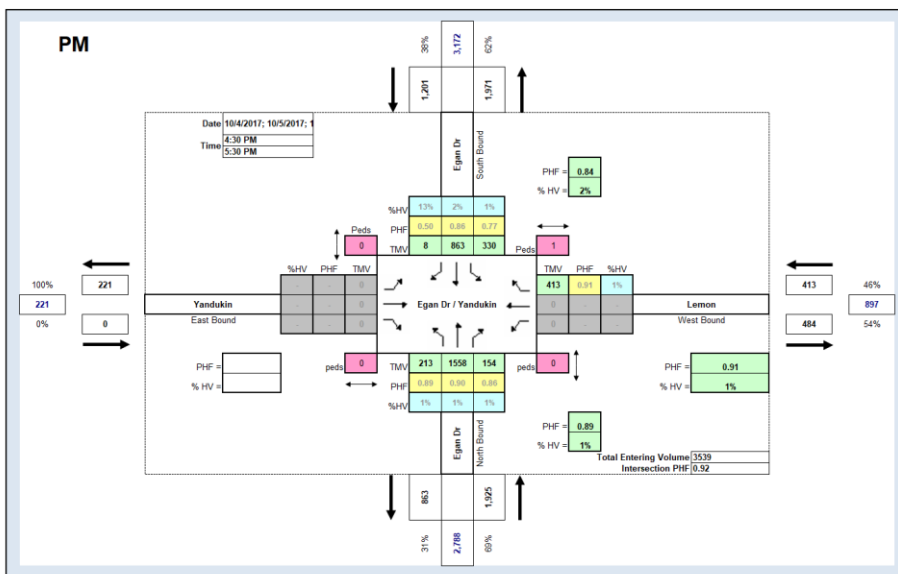 PM
38%
3,172
62%
1,201
1,971
Date 10/4/2017; 10/5/2017; 1
Time 4:30 PM
5:30 PM
Egan Dr
South Bound
PHF = 0.84
% HV = 2%
%HV 13% 2% 1%
PHF 0.50 0.86 0.77
TMV 8 863 330
Peds
0
Peds 1
100%
221
0%
221
0
%HV PHF TMV
- - 0
- - 0
- - 0
Yandukin
East Bound
Egan Dr / Yandukin
TMV PHF %HV
413 0.91 1%
0 - -
0 - -
Lemon
West Bound
413
484
46%
897
54%
PHF =
% HV =
peds 0
TMV 213 1558 154
PHF 0.89 0.90 0.86
%HV 1% 1% 1%
peds 0
PHF = 0.91
% HV = 1%
Egan Dr
North Bound
PHF = 0.89
% HV = 1%
Total Entering Volume 3539
Intersection PHF 0.92
863
1,925
31%
2,788
69%